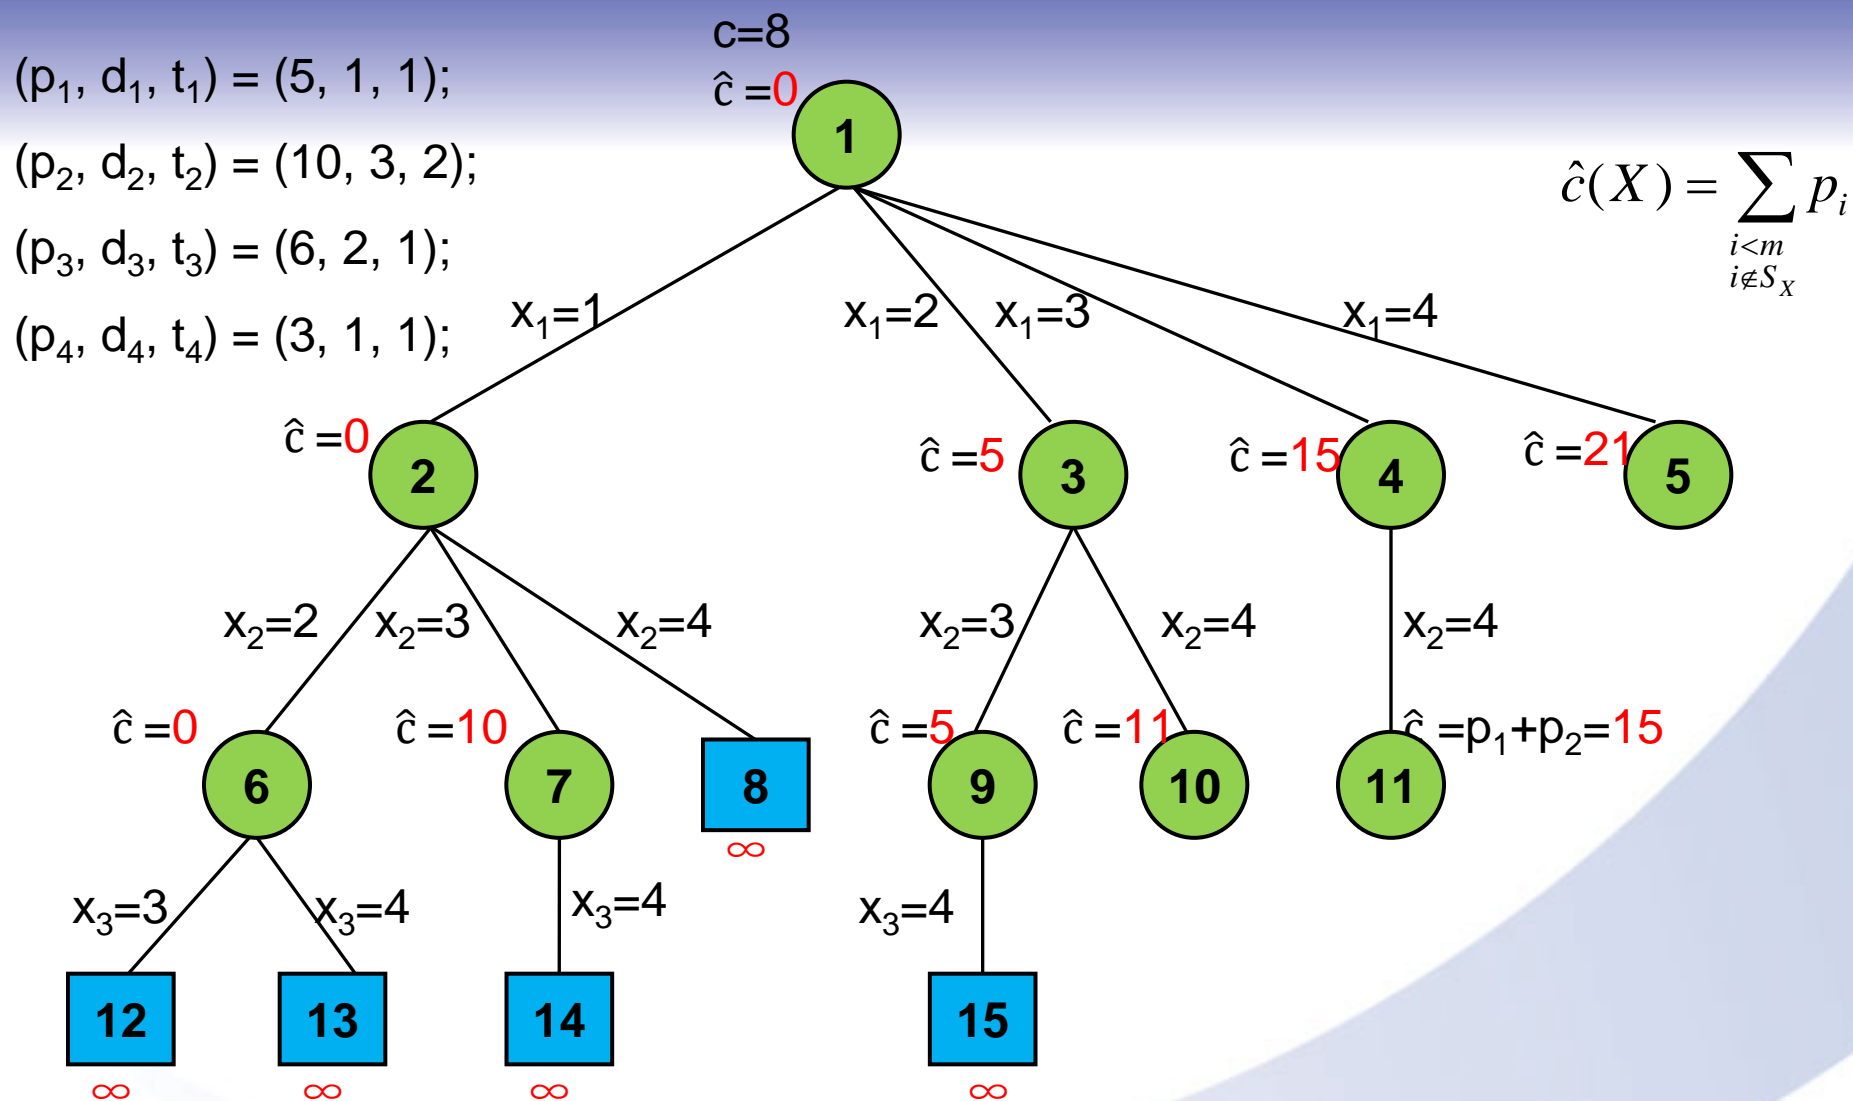 c=8
ĉ =0
(p₁, d₁, t₁) = (5, 1, 1);
(p₂, d₂, t₂) = (10, 3, 2);
(p₃, d₃, t₃) = (6, 2, 1);
(p₄, d₄, t₄) = (3, 1, 1);
1
ĉ(X) = ∑ pᵢ
i<m
i∉S_X
x₁=1
x₁=2
x₁=3
x₁=4
ĉ =0
2
ĉ =5
3
ĉ =15
4
ĉ =21
5
x₂=2
x₂=3
x₂=4
x₂=3
x₂=4
x₂=4
ĉ =0
6
ĉ =10
7
8
∞
ĉ =5
9
ĉ =11
10
ĉ =p₁+p₂=15
11
x₃=3
x₃=4
x₃=4
x₃=4
12
13
14
15
∞
∞
∞
∞